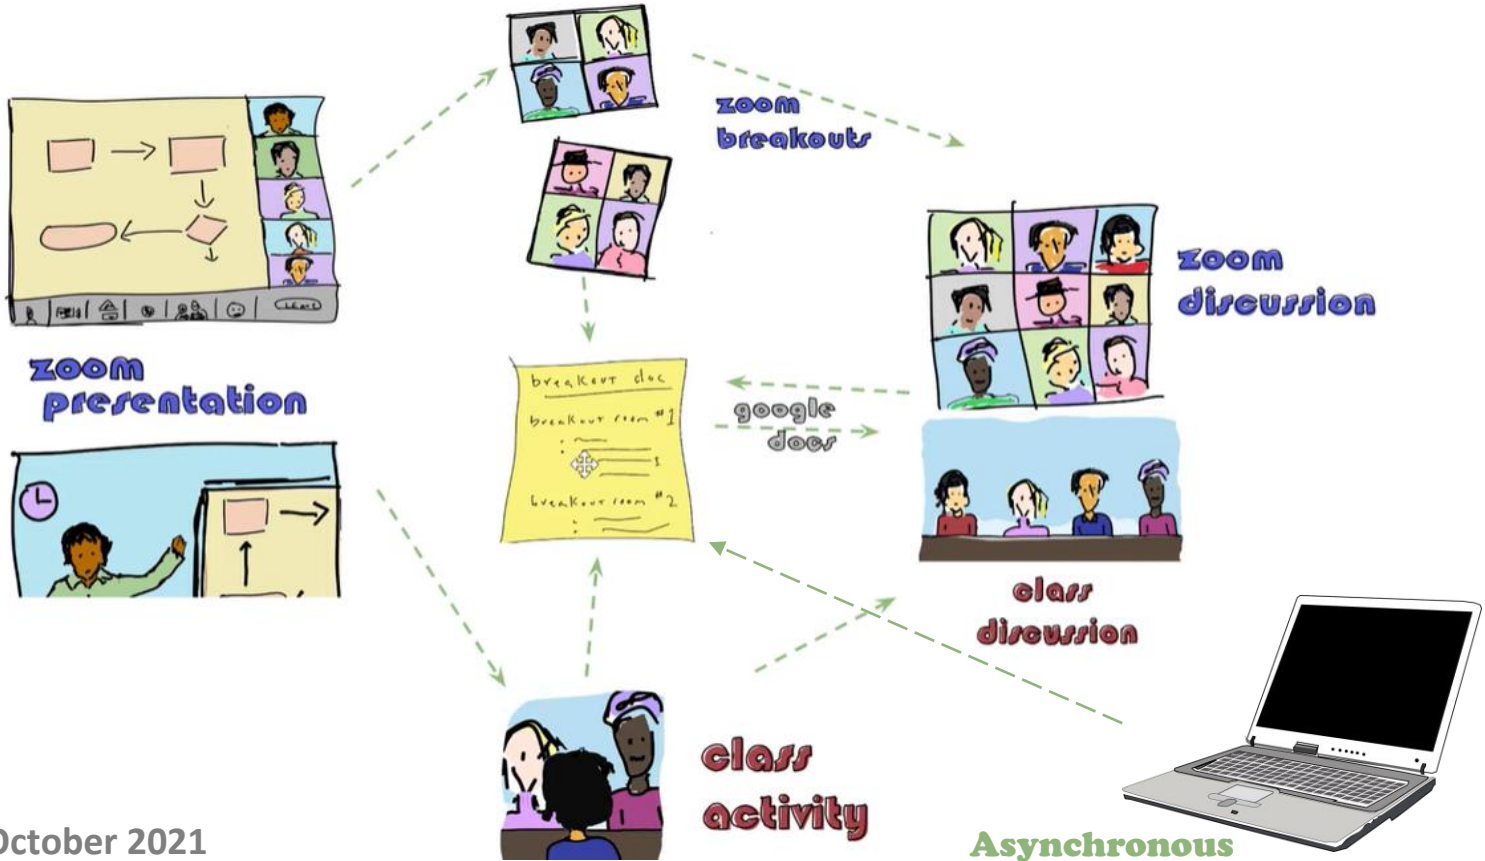 zoom
breakouts
zoom
discussion
zoom
presentation
breakout doc
breakout room #1
breakout room #2
google
docs
class
discussion
class
activity
October 2021
Asynchronous